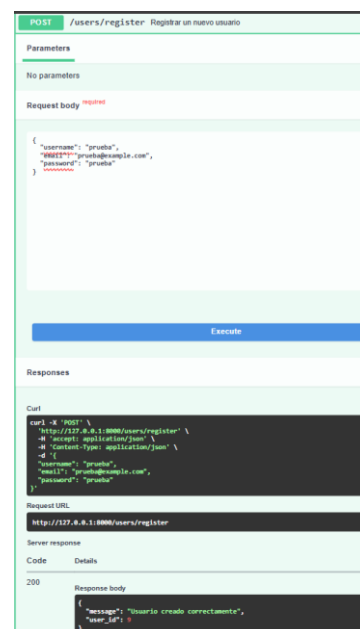 POST /users/register Registrar un nuevo usuario
Parameters
No parameters
Request body required
{
"username": "prueba",
"email": "prueba@example.com",
"password": "prueba"
}
Execute
Responses
Curl
curl -X 'POST' \
'http://127.0.0.1:8000/users/register' \
-H 'accept: application/json' \
-H 'Content-Type: application/json' \
-d '{
"username": "prueba",
"email": "prueba@example.com",
"password": "prueba"
}'
Request URL
http://127.0.0.1:8000/users/register
Server response
Code Details
200
Response body
{
"message": "Usuario creado correctamente",
"user_id": 9
}